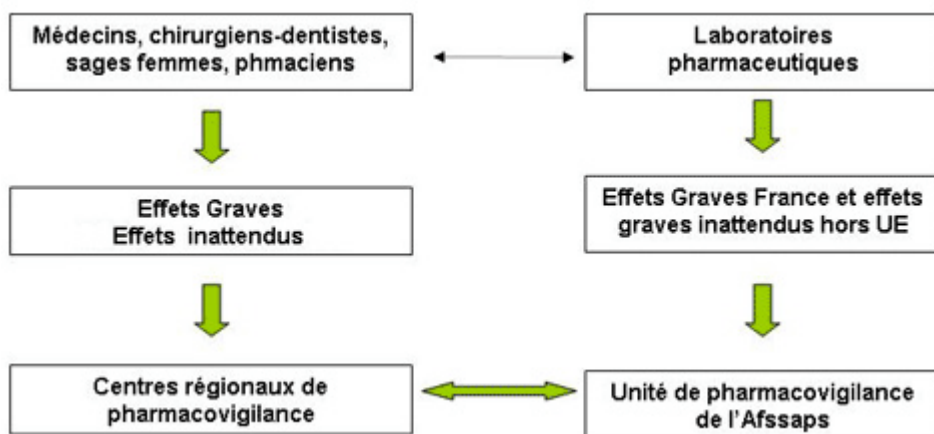 Médecins, chirurgiens-dentistes,
sages femmes, phmaciens
Laboratoires
pharmaceutiques
Effets Graves
Effets inattendus
Effets Graves France et effets
graves inattendus hors UE
Centres régionaux de
pharmacovigilance
Unité de pharmacovigilance
de l'Afssaps